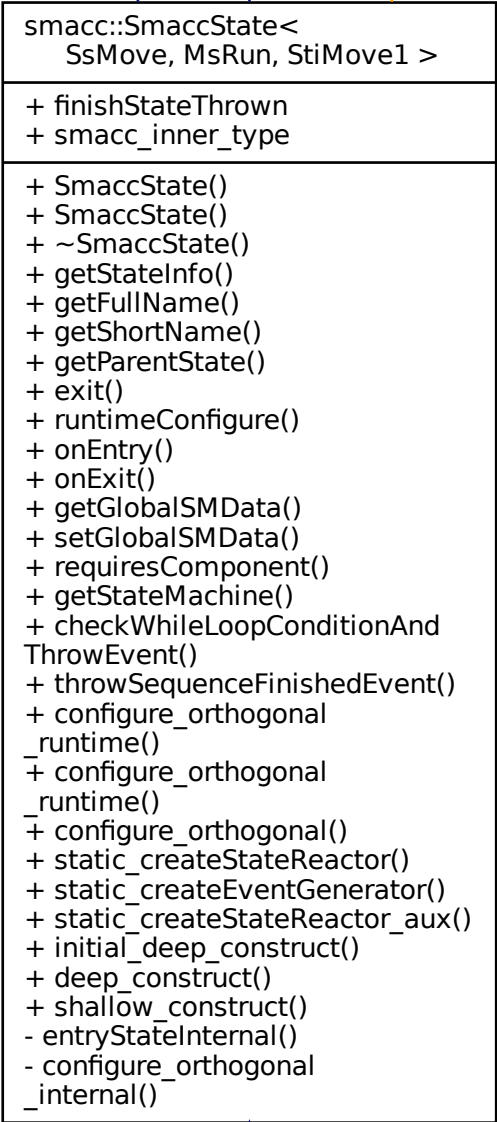 smacc::SmaccState<
SsMove, MsRun, StiMove1 >
+ finishStateThrown
+ smacc_inner_type
+ SmaccState()
+ SmaccState()
+ ~SmaccState()
+ getStateInfo()
+ getFullName()
+ getShortName()
+ getParentState()
+ exit()
+ runtimeConfigure()
+ onEntry()
+ onExit()
+ getGlobalSMData()
+ setGlobalSMData()
+ requiresComponent()
+ getStateMachine()
+ checkWhileLoopConditionAnd
ThrowEvent()
+ throwSequenceFinishedEvent()
+ configure_orthogonal
_runtime()
+ configure_orthogonal
_runtime()
+ configure_orthogonal()
+ static_createStateReactor()
+ static_createEventGenerator()
+ static_createStateReactor_aux()
+ initial_deep_construct()
+ deep_construct()
+ shallow_construct()
- entryStateInternal()
- configure_orthogonal
_internal()